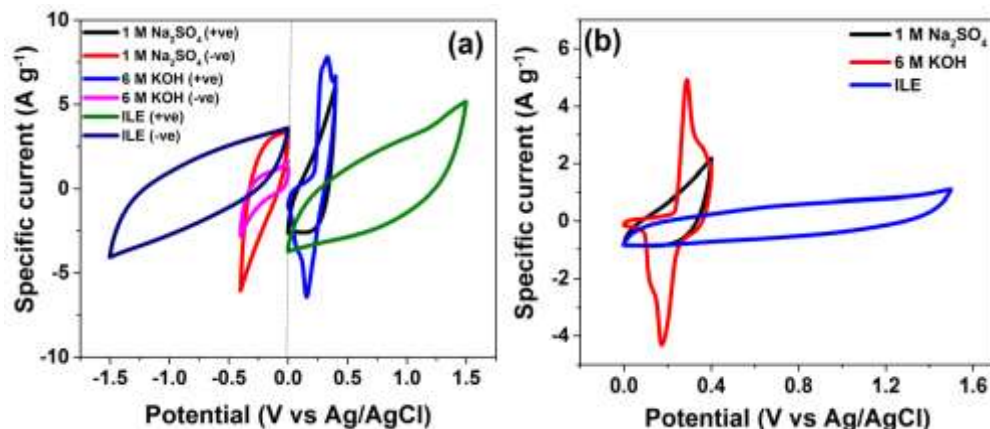 (a)
1 M Na₂SO₄ (+ve)
1 M Na₂SO₄ (-ve)
6 M KOH (+ve)
6 M KOH (-ve)
ILE (+ve)
ILE (-ve)
Specific current (A g⁻¹)
10
5
0
-5
-10
-1.5 -1.0 -0.5 0.0 0.5 1.0 1.5
Potential (V vs Ag/AgCl)
(b)
1 M Na₂SO₄
6 M KOH
ILE
Specific current (A g⁻¹)
6
4
2
0
-2
-4
0.0 0.4 0.8 1.2 1.6
Potential (V vs Ag/AgCl)